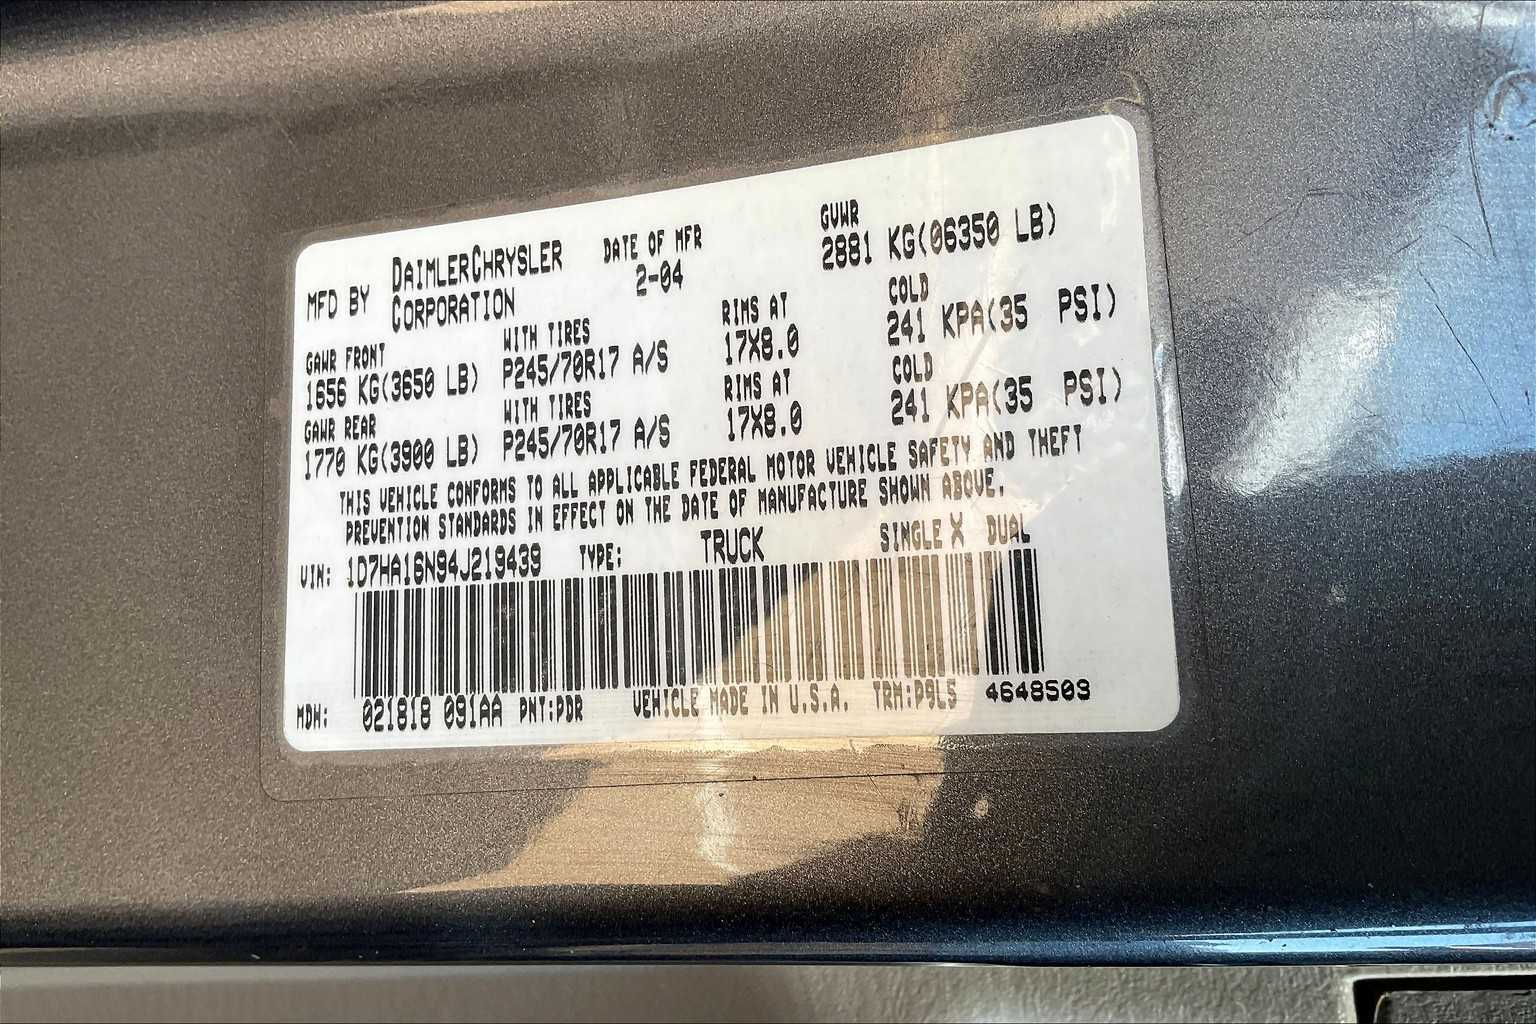 MFD BY DAIMLERCHRYSLER CORPORATION DATE OF MFR 2-04 GVWR 2881 KG(06350 LB)
GAWR FRONT WITH TIRES RIMS AT COLD
1656 KG(3650 LB) P245/70R17 A/S 17X8.0 241 KPA(35 PSI)
GAWR REAR WITH TIRES RIMS AT COLD
1770 KG(3900 LB) P245/70R17 A/S 17X8.0 241 KPA(35 PSI)
THIS VEHICLE CONFORMS TO ALL APPLICABLE FEDERAL MOTOR VEHICLE SAFETY AND THEFT
PREVENTION STANDARDS IN EFFECT ON THE DATE OF MANUFACTURE SHOWN ABOVE.
VIN: 1D7HA16N94J219439 TYPE: TRUCK SINGLE X DUAL
MDH: 021818 091AA PNT:PDR VEHICLE MADE IN U.S.A. TRM:P9L5 4648509